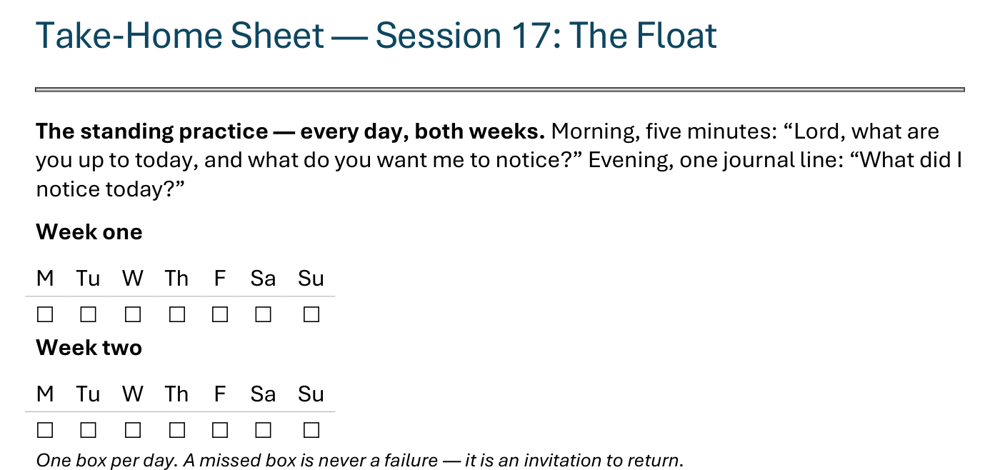 Take-Home Sheet — Session 17: The Float
The standing practice — every day, both weeks. Morning, five minutes: “Lord, what are
you up to today, and what do you want me to notice?” Evening, one journal line: “What did I
notice today?”
Week one
M Tu W Th F Sa Su
☐ ☐ ☐ ☐ ☐ ☐ ☐
Week two
M Tu W Th F Sa Su
☐ ☐ ☐ ☐ ☐ ☐ ☐
One box per day. A missed box is never a failure — it is an invitation to return.